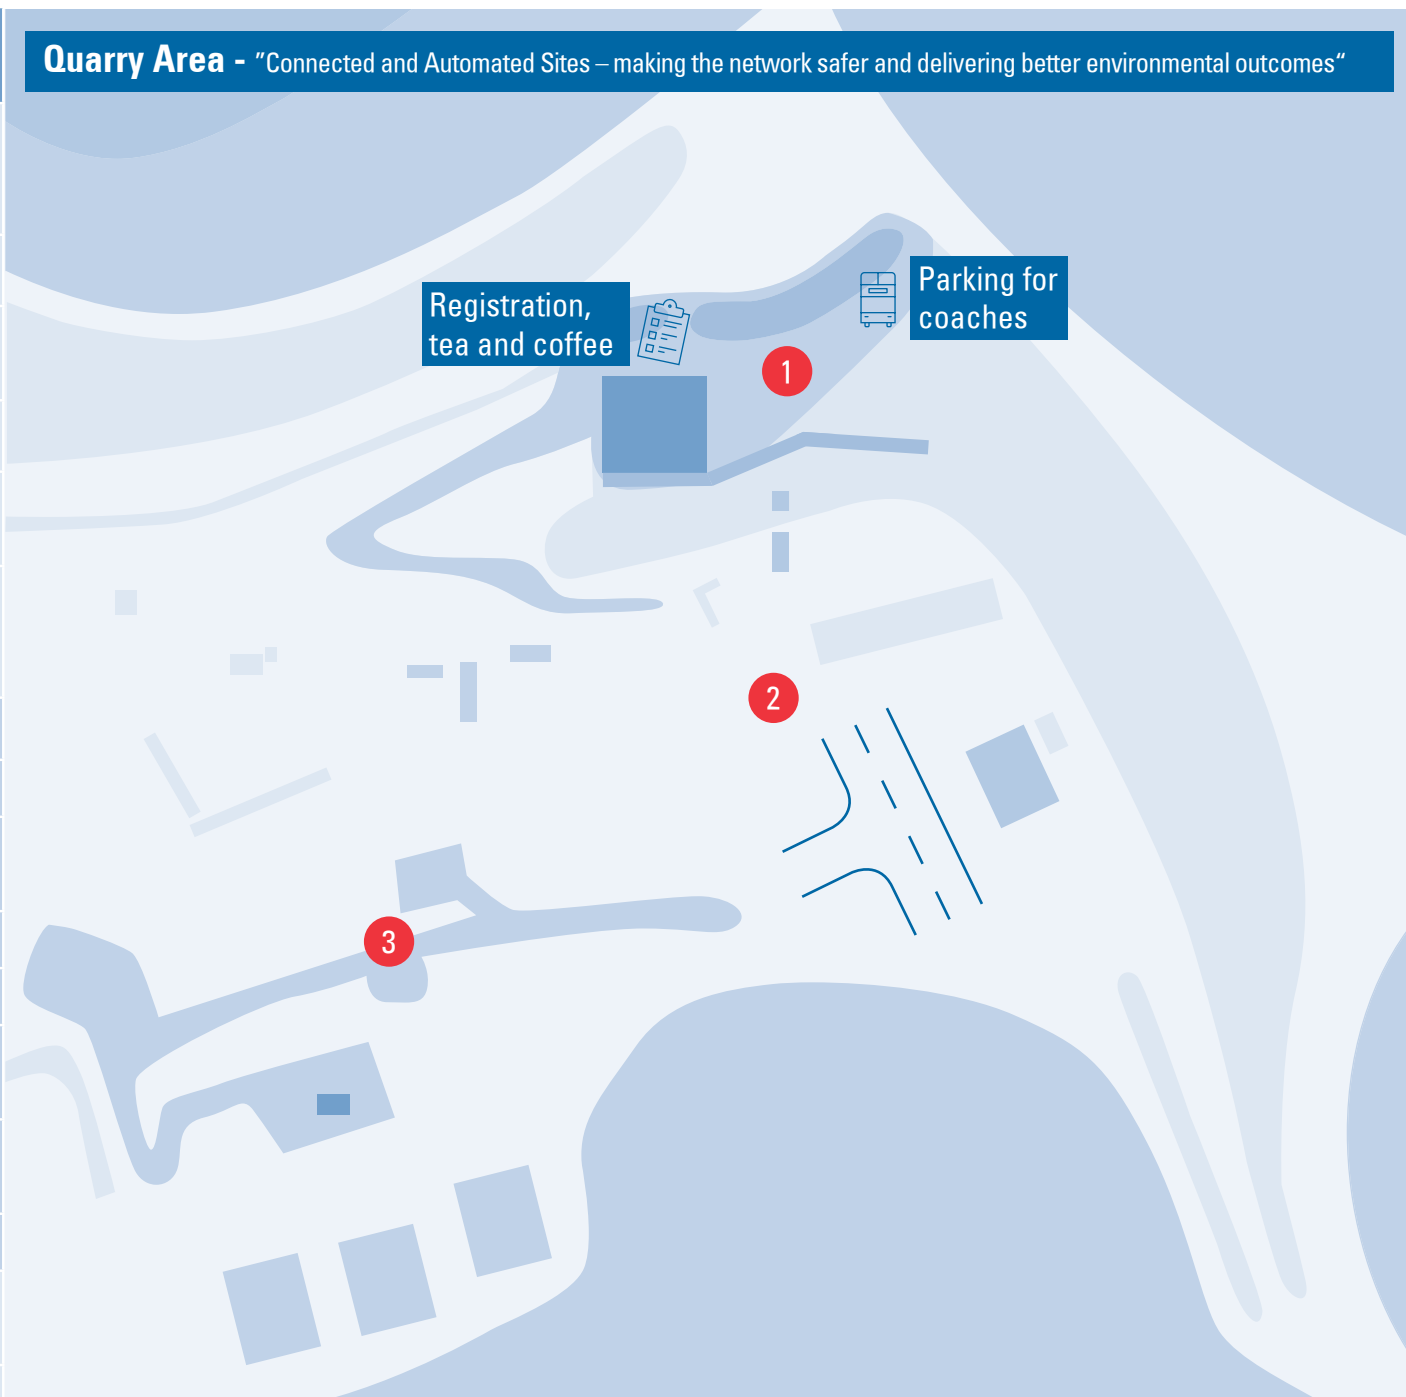 Quarry Area - ”Connected and Automated Sites – making the network safer and delivering better environmental outcomes“
Parking for
coaches
Registration,
tea and coffee
1
2
3